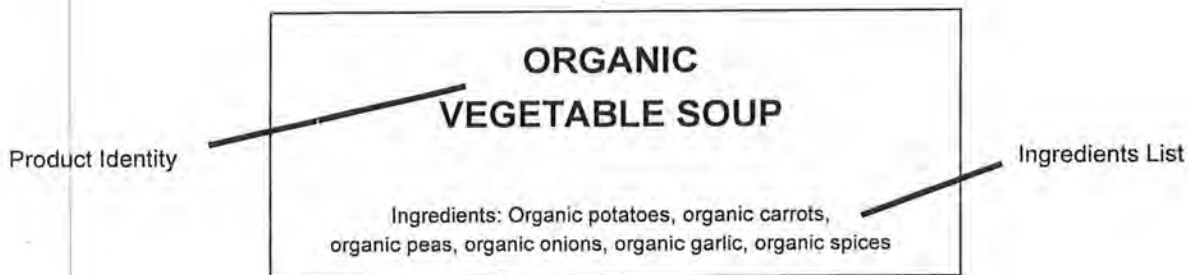 ORGANIC
VEGETABLE SOUP
Product Identity
Ingredients List
Ingredients: Organic potatoes, organic carrots,
organic peas, organic onions, organic garlic, organic spices